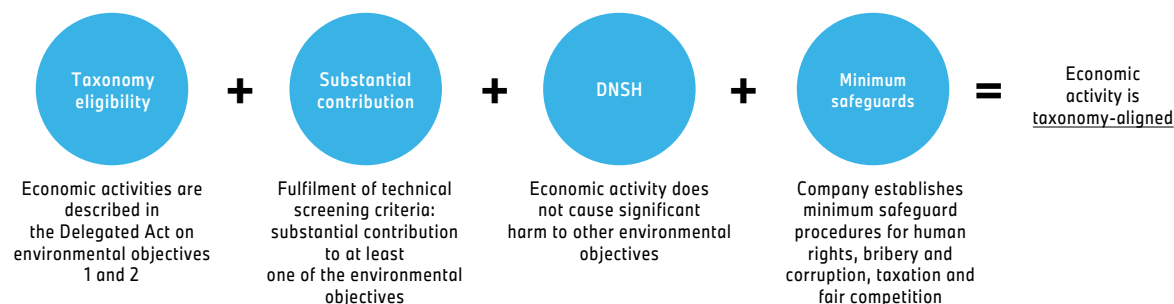 Taxonomy
eligibility
+
Substantial
contribution
+
DNSH
+
Minimum
safeguards
=
Economic
activity is
taxonomy-aligned
Economic activities are
described in
the Delegated Act on
environmental objectives
1 and 2
Fulfilment of technical
screening criteria:
substantial contribution
to at least
one of the environmental
objectives
Economic activity does
not cause significant
harm to other environmental
objectives
Company establishes
minimum safeguard
procedures for human
rights, bribery and
corruption, taxation and
fair competition